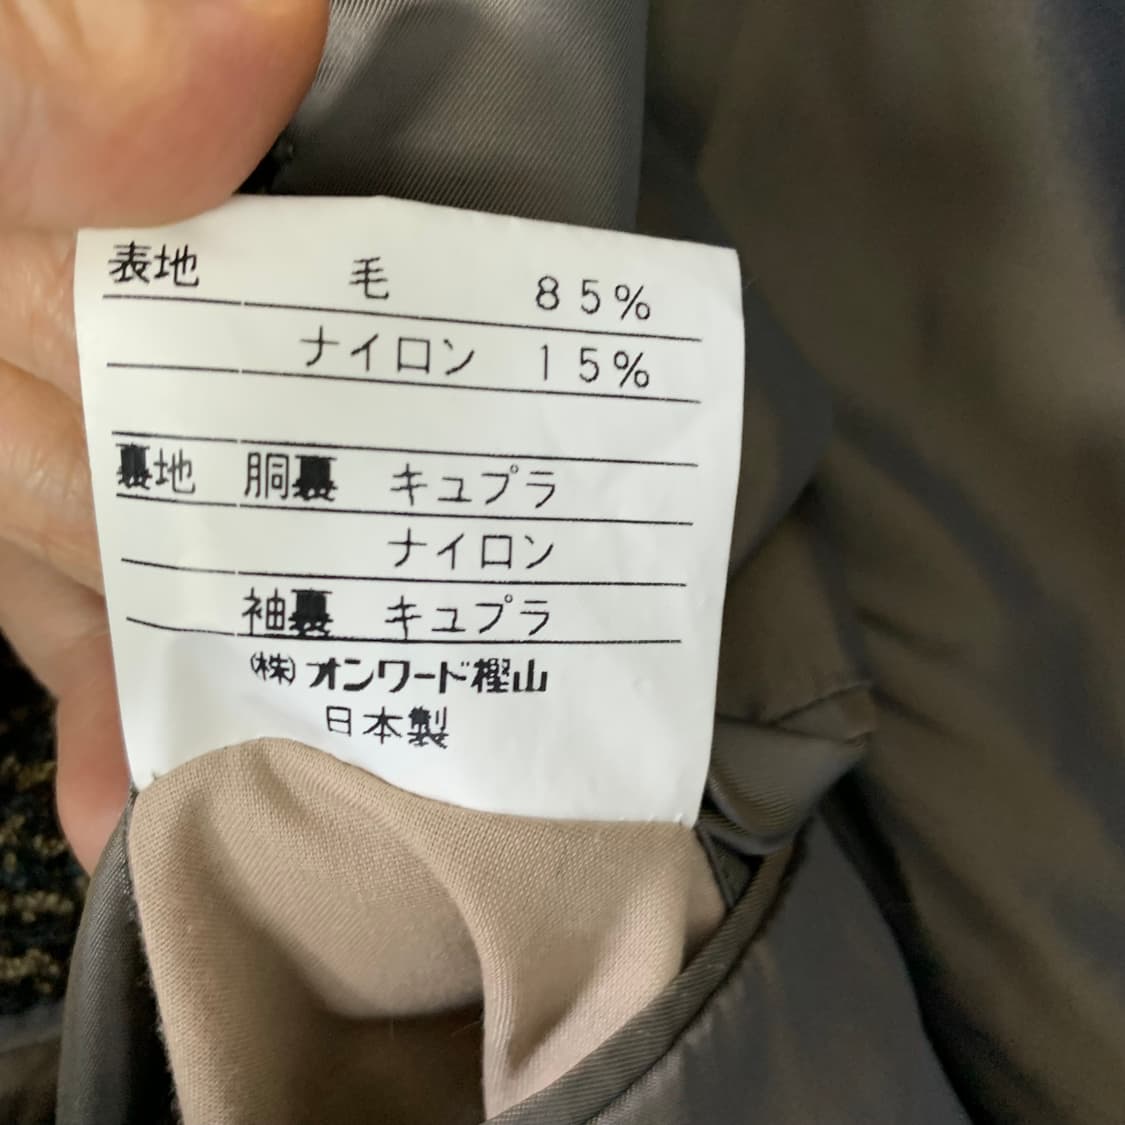 表地 毛 85%
ナイロン 15%
裏地 胴裏 キュプラ
ナイロン
袖裏 キュプラ
㈱オンワード樫山
日本製